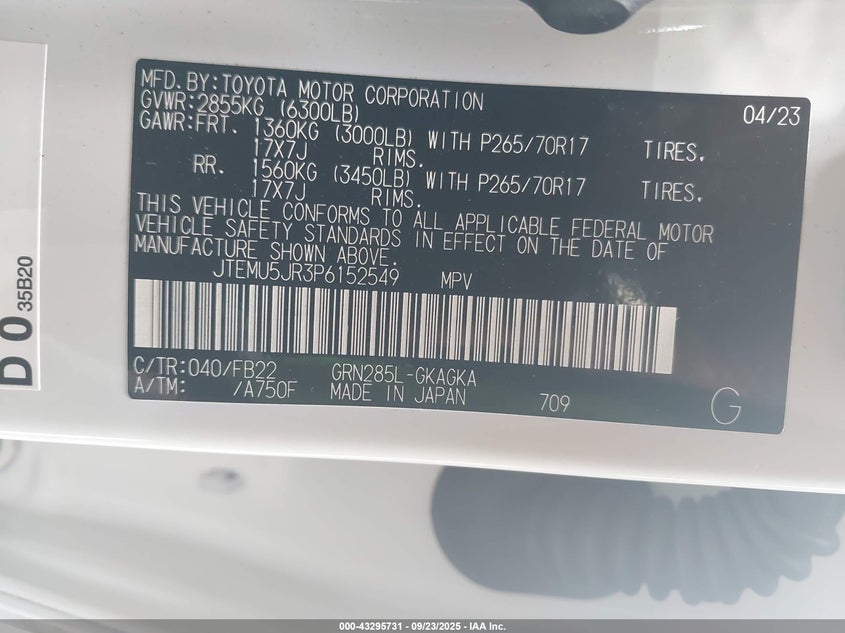 MFD.BY:TOYOTA MOTOR CORPORATION 04/23
GVWR:2855KG (6300LB)
GAWR:FRT. 1360KG (3000LB) WITH P265/70R17 TIRES.
17X7J RIMS.
RR. 1560KG (3450LB) WITH P265/70R17 TIRES.
17X7J RIMS.
THIS VEHICLE CONFORMS TO ALL APPLICABLE FEDERAL MOTOR
VEHICLE SAFETY STANDARDS IN EFFECT ON THE DATE OF
MANUFACTURE SHOWN ABOVE.
JTEMU5JR3P6152549 MPV
C/TR:040/FB22 GRN285L-GKAGKA
A/TM: /A750F MADE IN JAPAN 709 G
D 0 35B20
000-43295731 - 09/23/2025 - IAA Inc.